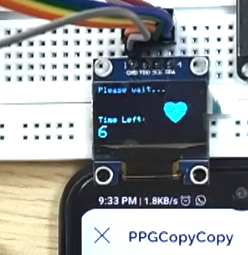 GND VDD SCK SDA
Please wait...
Time Left:
6
9:33 PM | 1.8KB/s
PPGCopyCopy